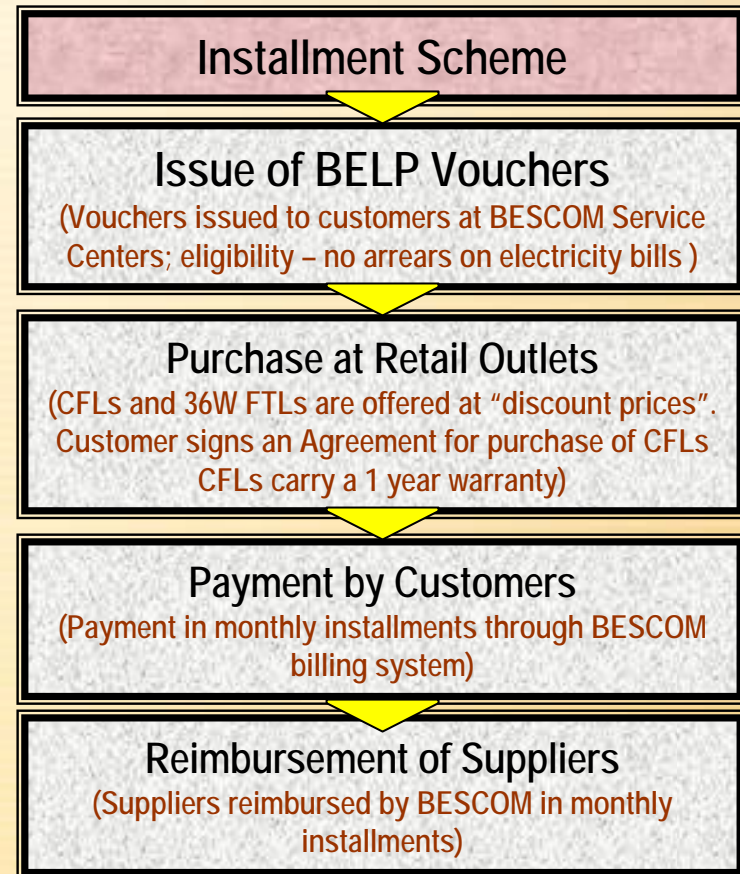 Installment Scheme
Issue of BELP Vouchers
(Vouchers issued to customers at BESCOM Service
Centers; eligibility – no arrears on electricity bills )
Purchase at Retail Outlets
(CFLs and 36W FTLs are offered at “discount prices”.
Customer signs an Agreement for purchase of CFLs
CFLs carry a 1 year warranty)
Payment by Customers
(Payment in monthly installments through BESCOM
billing system)
Reimbursement of Suppliers
(Suppliers reimbursed by BESCOM in monthly
installments)